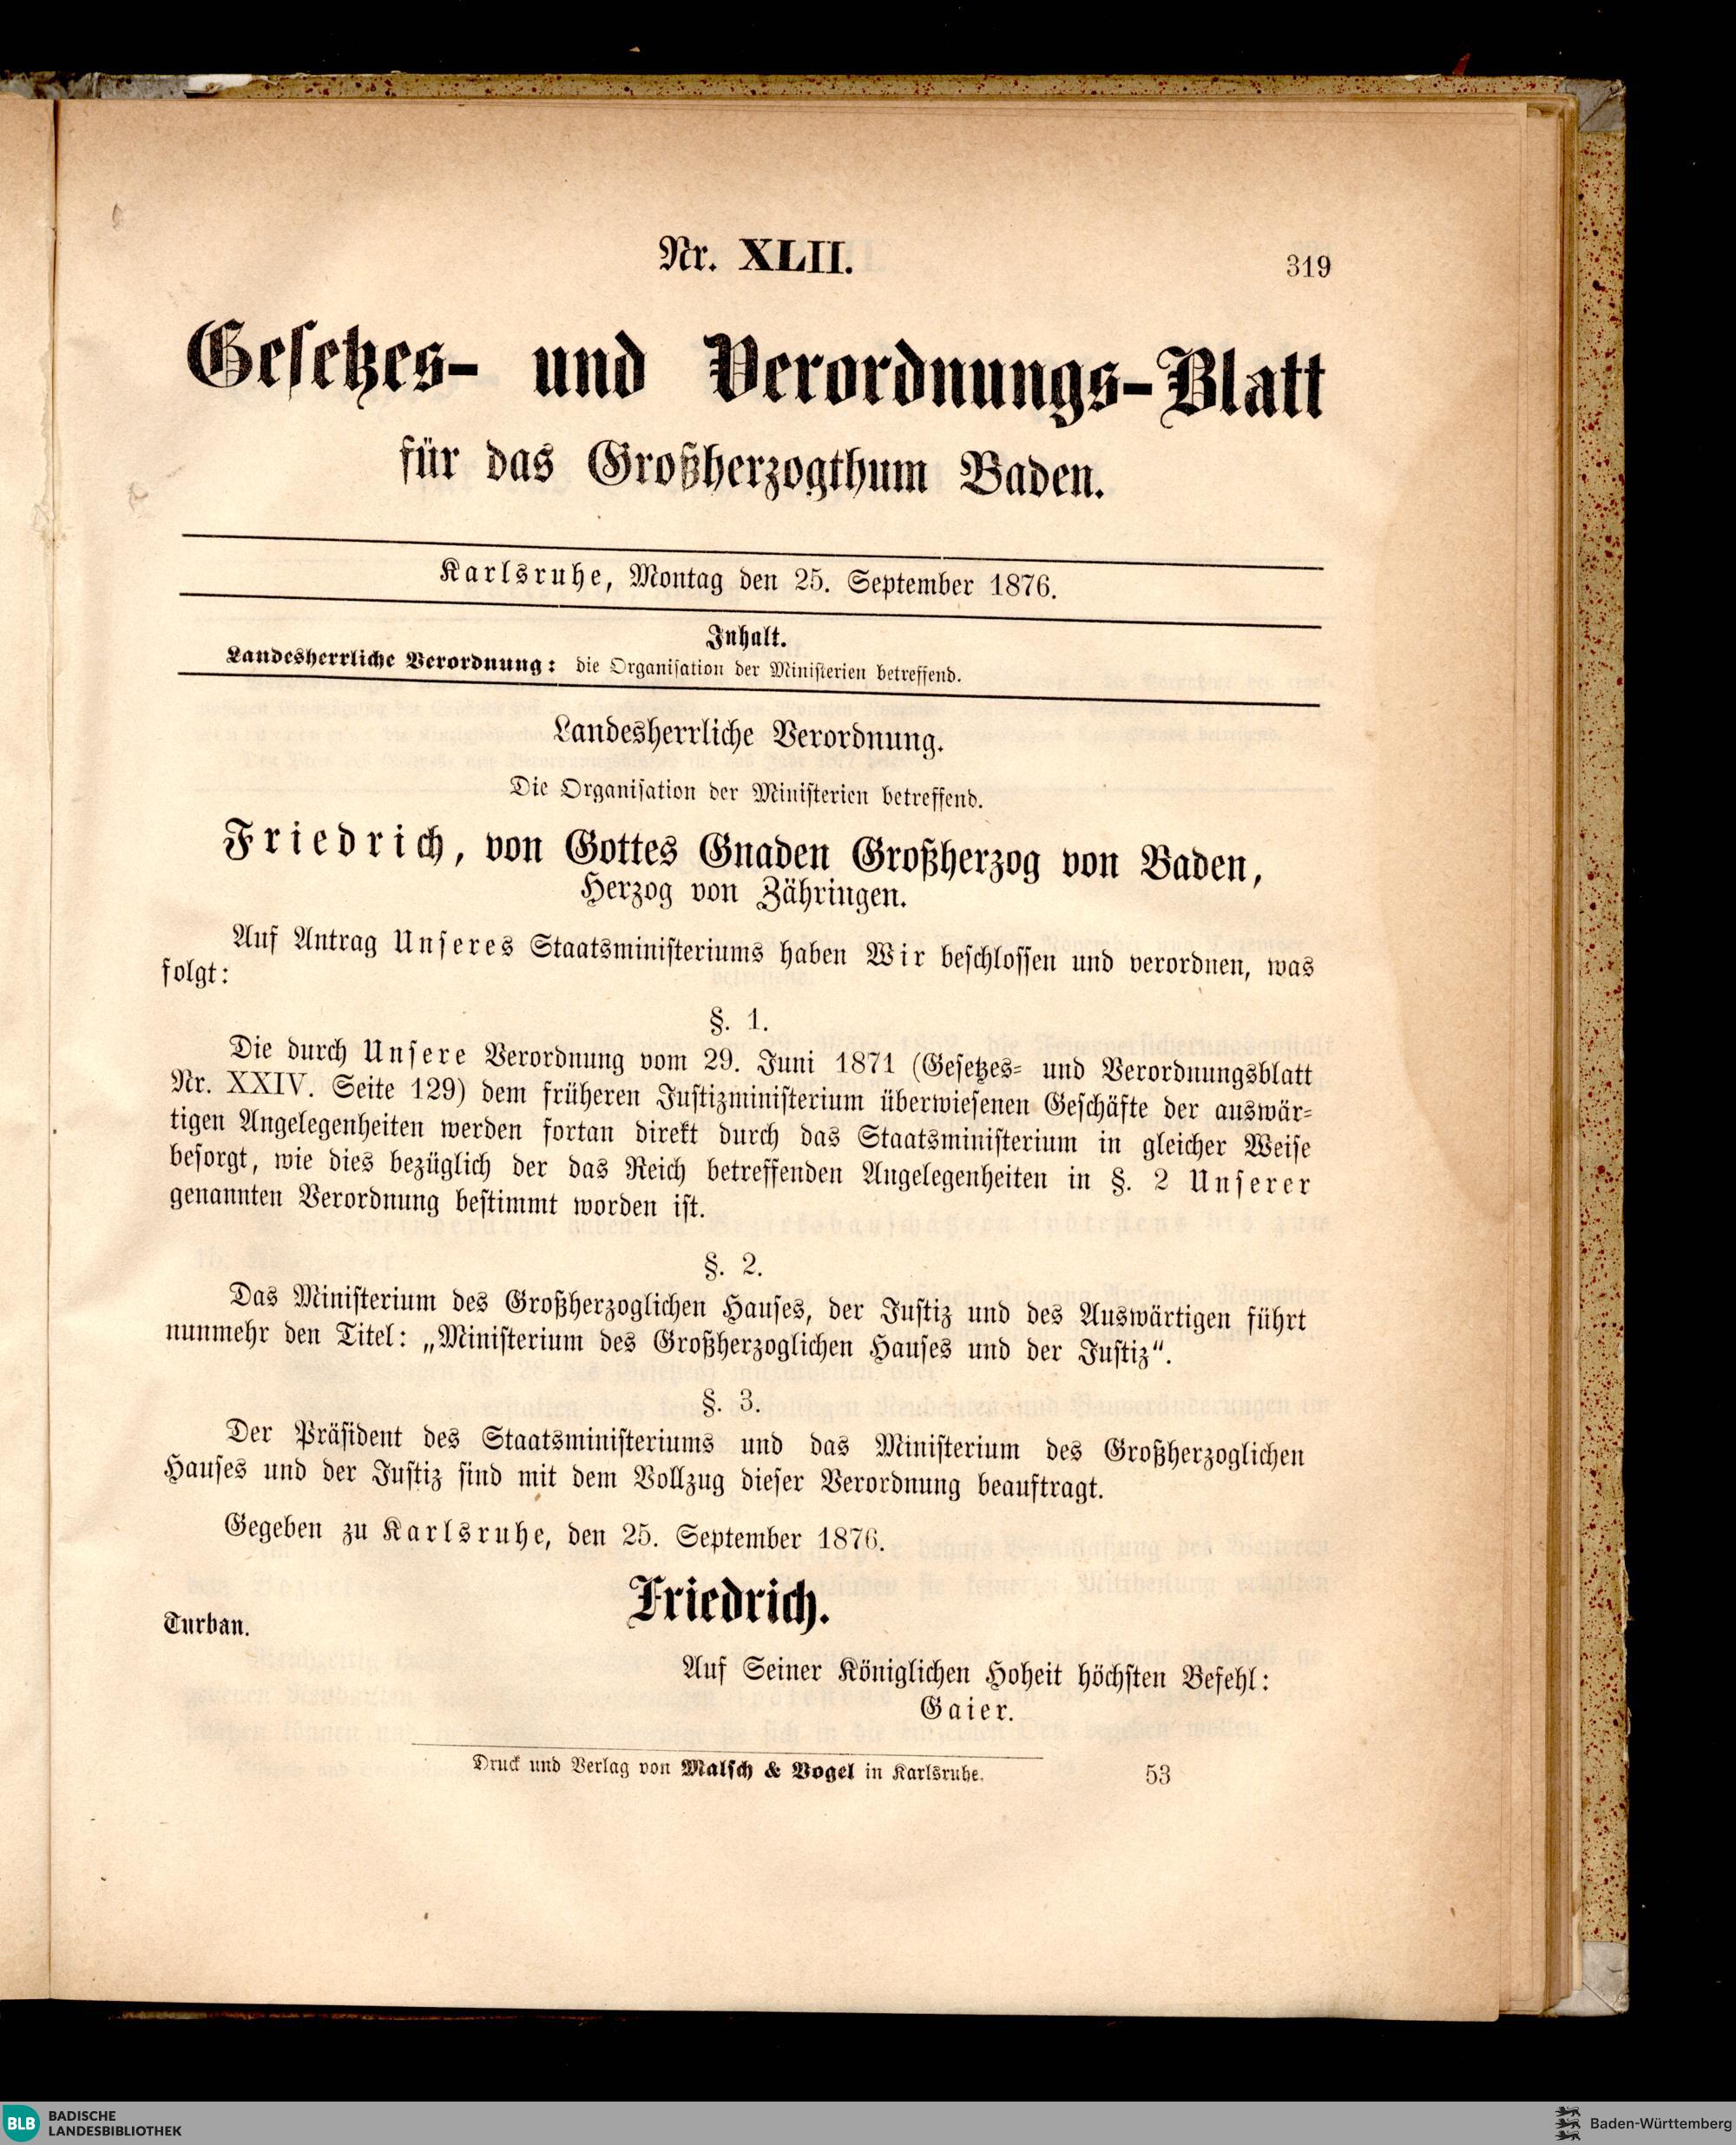 Nr. XLII.
319
Gesetzes- und Verordnungs-Blatt
für das Großherzogthum Baden.
Karlsruhe, Montag den 25. September 1876.
Inhalt.
Landesherrliche Verordnung: die Organisation der Ministerien betreffend.
Landesherrliche Verordnung.
Die Organisation der Ministerien betreffend.
Friedrich, von Gottes Gnaden Großherzog von Baden,
Herzog von Zähringen.
Auf Antrag Unseres Staatsministeriums haben Wir beschlossen und verordnen, was
folgt:
§. 1.
Die durch Unsere Verordnung vom 29. Juni 1871 (Gesetzes- und Verordnungsblatt
Nr. XXIV. Seite 129) dem früheren Justizministerium überwiesenen Geschäfte der auswär-
tigen Angelegenheiten werden fortan direkt durch das Staatsministerium in gleicher Weise
besorgt, wie dies bezüglich der das Reich betreffenden Angelegenheiten in §. 2 Unserer
genannten Verordnung bestimmt worden ist.
§. 2.
Das Ministerium des Großherzoglichen Hauses, der Justiz und des Auswärtigen führt
nunmehr den Titel: „Ministerium des Großherzoglichen Hauses und der Justiz“.
§. 3.
Der Präsident des Staatsministeriums und das Ministerium des Großherzoglichen
Hauses und der Justiz sind mit dem Vollzug dieser Verordnung beauftragt.
Gegeben zu Karlsruhe, den 25. September 1876.
Friedrich.
Turban.
Auf Seiner Königlichen Hoheit höchsten Befehl:
Gaier.
Druck und Verlag von Malsch & Vogel in Karlsruhe.
53
BLB BADISCHE
LANDESBIBLIOTHEK
Baden-Württemberg